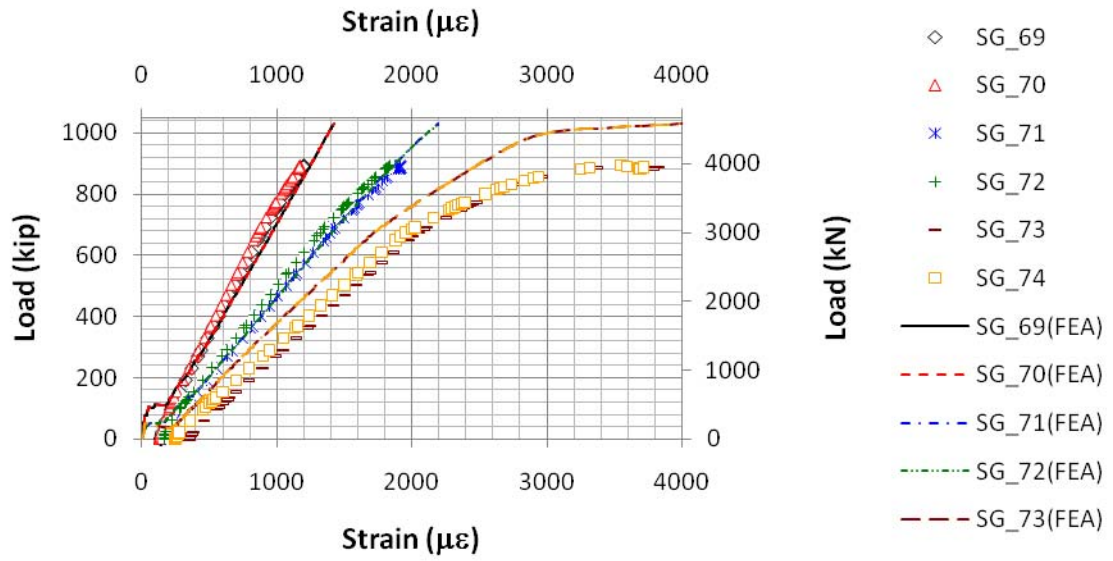 Strain (µε)
0 1000 2000 3000 4000
1000
800
600
400
200
0
Load (kip)
4000
3000
2000
1000
0
Load (kN)
0 1000 2000 3000 4000
Strain (µε)
SG_69
SG_70
SG_71
SG_72
SG_73
SG_74
SG_69(FEA)
SG_70(FEA)
SG_71(FEA)
SG_72(FEA)
SG_73(FEA)